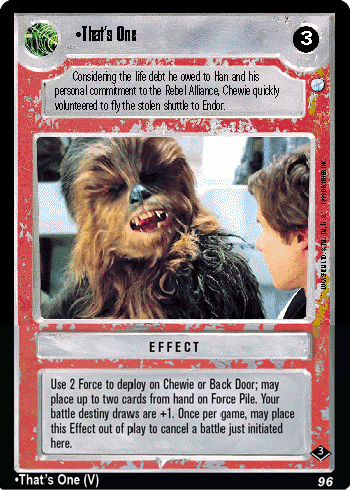 •That's One
3
Considering the life debt he owed to Han and his
personal commitment to the Rebel Alliance, Chewie quickly
volunteered to fly the stolen shuttle to Endor.
EFFECT
Use 2 Force to deploy on Chewie or Back Door; may
place up to two cards from hand on Force Pile. Your
battle destiny draws are +1. Once per game, may place
this Effect out of play to cancel a battle just initiated
here.
3
•That's One (V)
96